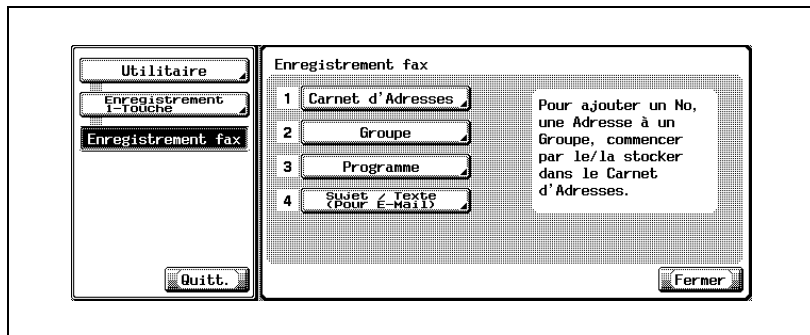 Utilitaire
Enregistrement
1-Touche
Enregistrement fax
Quitt.
Enregistrement fax
1 Carnet d'Adresses
2 Groupe
3 Programme
4 Sujet / Texte
(Pour E-Mail)
Pour ajouter un No,
une Adresse à un
Groupe, commencer
par le/la stocker
dans le Carnet
d'Adresses.
Fermer